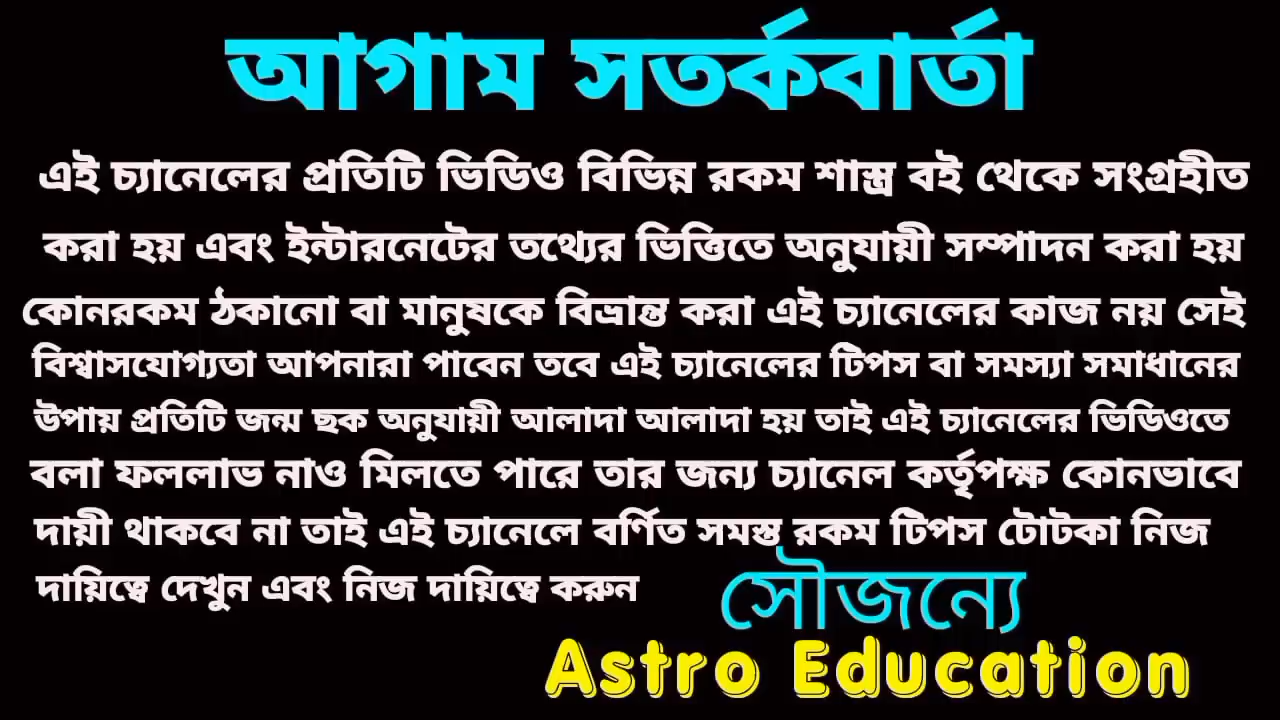 আগাম সতর্কবার্তা
এই চ্যানেলের প্রতিটি ভিডিও বিভিন্ন রকম শাস্ত্র বই থেকে সংগ্রহীত
করা হয় এবং ইন্টারনেটের তথ্যের ভিত্তিতে অনুযায়ী সম্পাদন করা হয়
কোনরকম ঠকানো বা মানুষকে বিভ্রান্ত করা এই চ্যানেলের কাজ নয় সেই
বিশ্বাসযোগ্যতা আপনারা পাবেন তবে এই চ্যানেলের টিপস বা সমস্যা সমাধানের
উপায় প্রতিটি জন্ম ছক অনুযায়ী আলাদা আলাদা হয় তাই এই চ্যানেলের ভিডিওতে
বলা ফললাভ নাও মিলতে পারে তার জন্য চ্যানেল কর্তৃপক্ষ কোনভাবে
দায়ী থাকবে না তাই এই চ্যানেলে বর্ণিত সমস্ত রকম টিপস টোটকা নিজ
দায়িত্বে দেখুন এবং নিজ দায়িত্বে করুন
সৌজন্যে
Astro Education